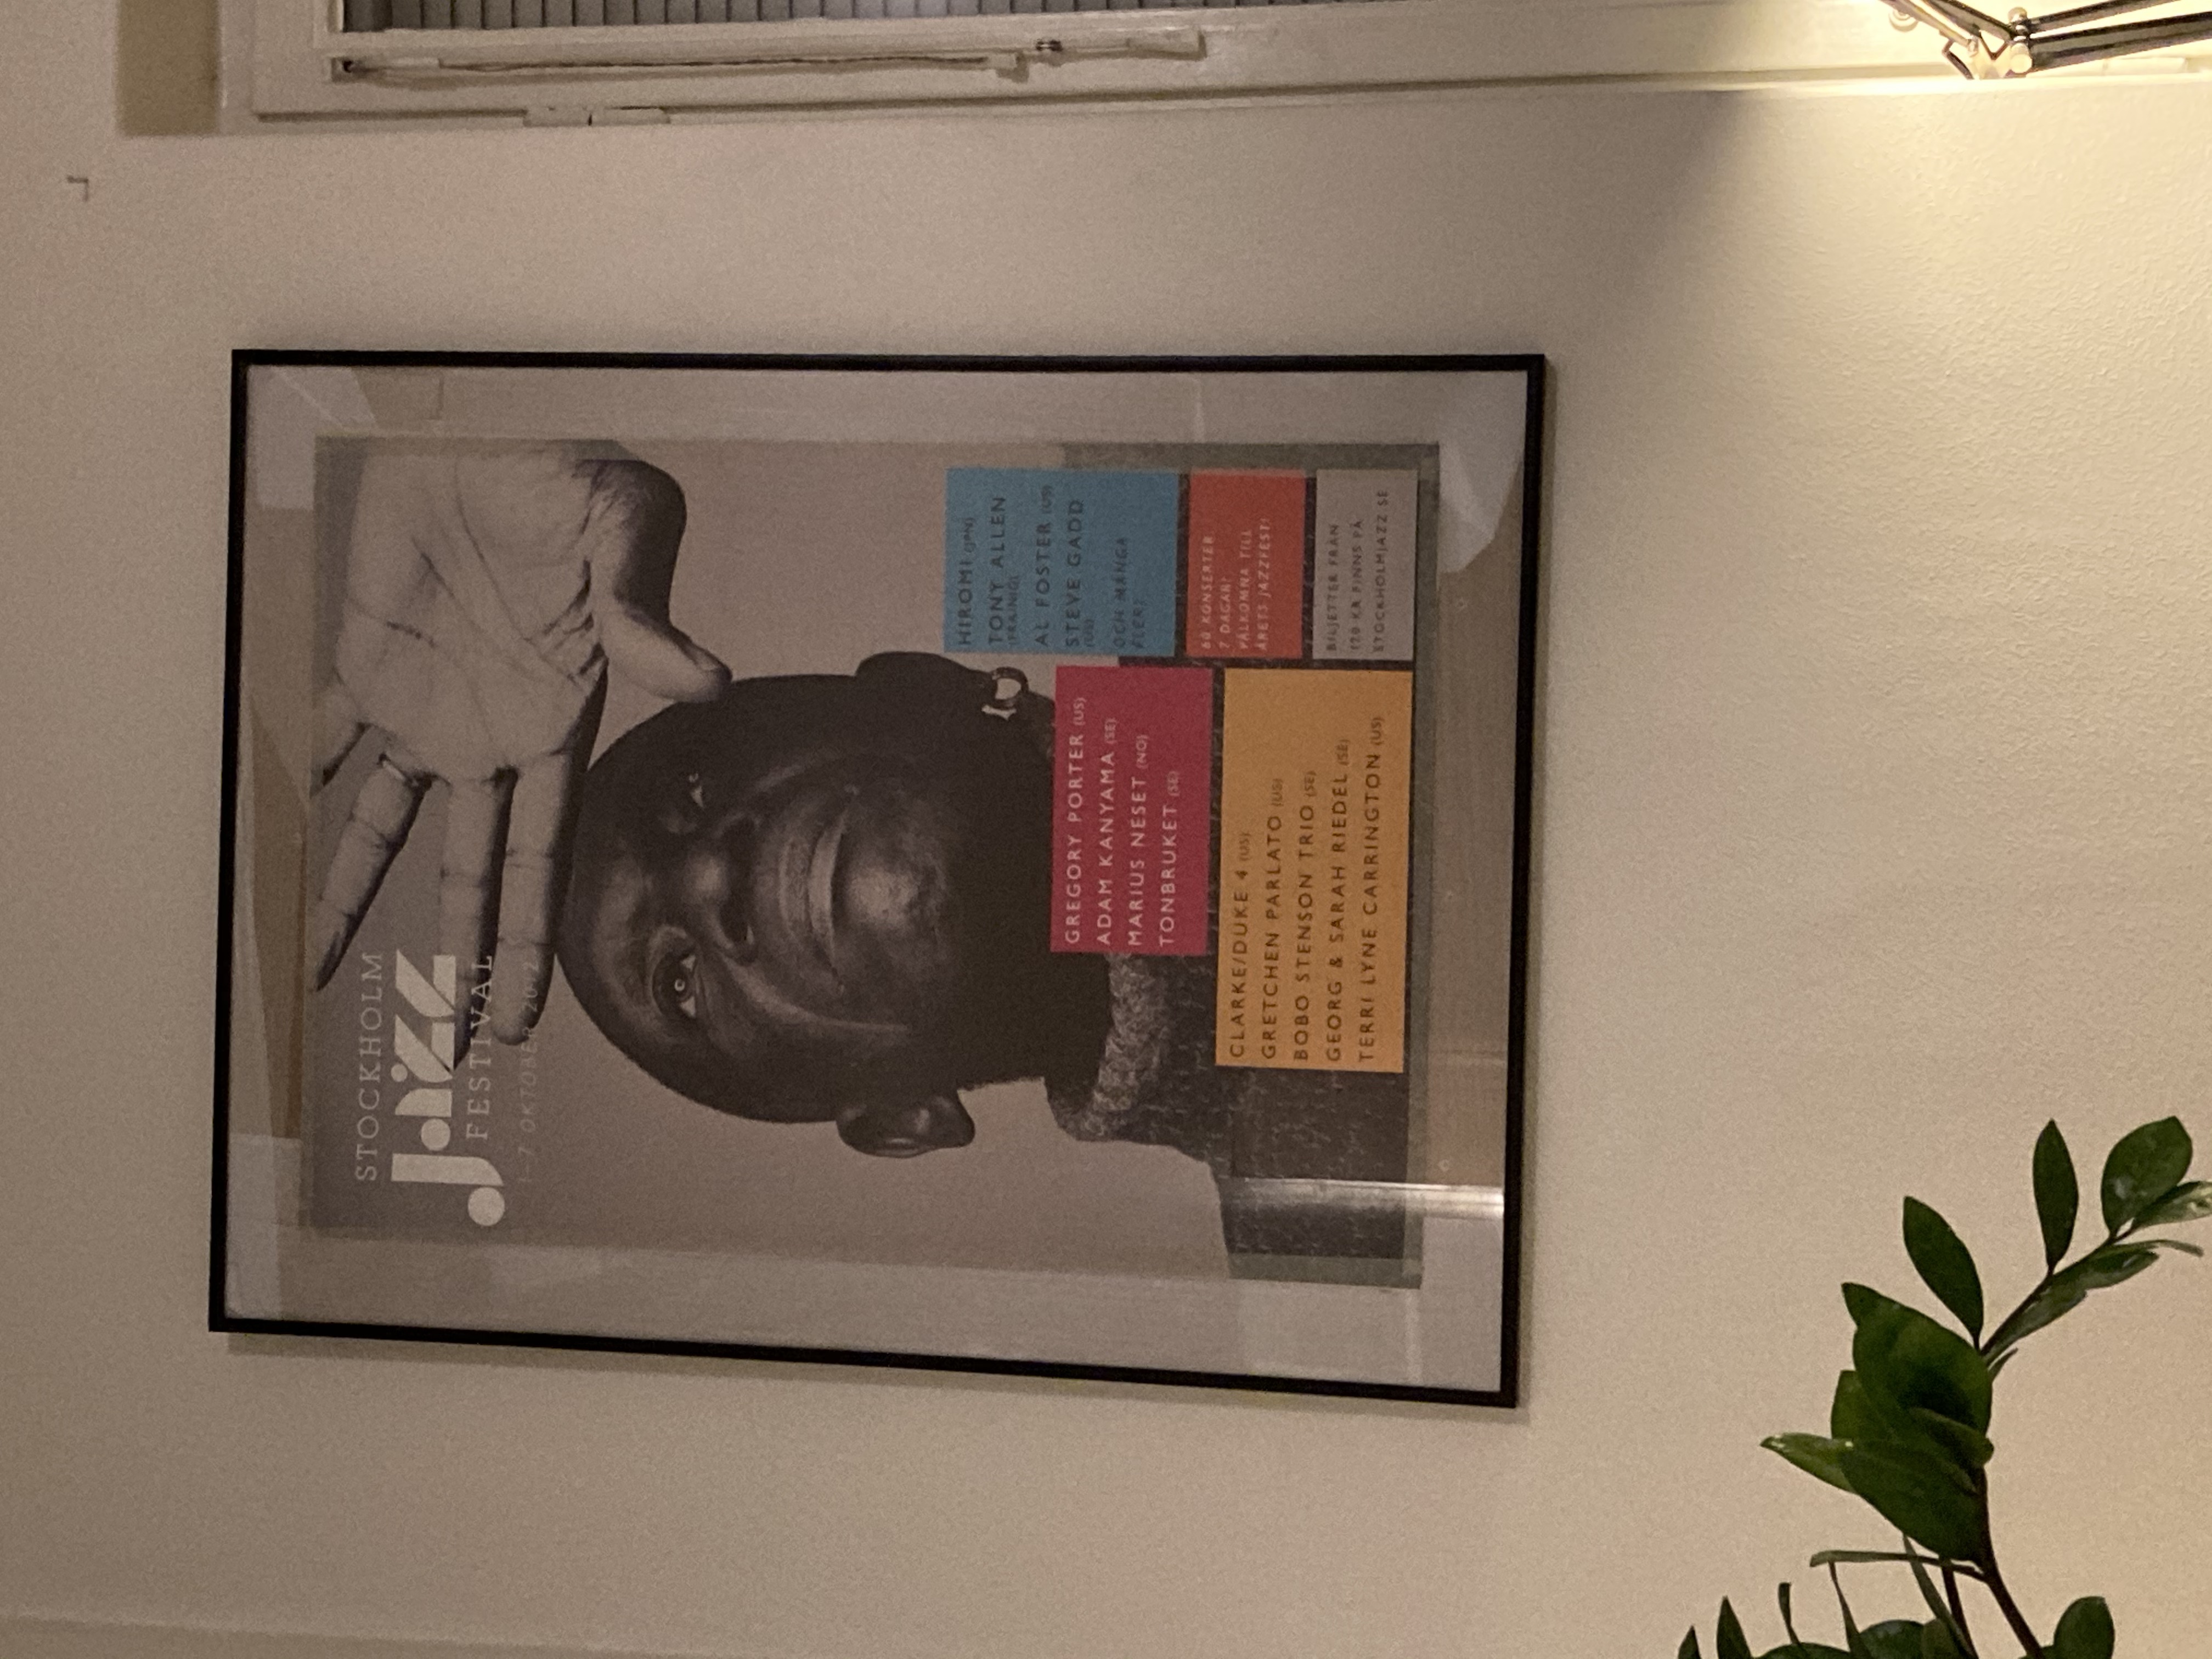 STOCKHOLM
JAZZ
FESTIVAL
1–7 OKTOBER 2012
HIROMI (JPN)
TONY ALLEN
(FRA/NIG)
AL FOSTER (US)
STEVE GADD
(US)
OCH MÅNGA
FLER!
GREGORY PORTER (US)
ADAM KANYAMA (SE)
MARIUS NESET (NO)
TONBRUKET (SE)
60 KONSERTER
7 DAGAR!
VÄLKOMNA TILL
ÅRETS JAZZFEST!
CLARKE/DUKE 4 (US)
GRETCHEN PARLATO (US)
BOBO STENSON TRIO (SE)
GEORG & SARAH RIEDEL (SE)
TERRI LYNE CARRINGTON (US)
BILJETTER FRÅN
120 KR FINNS PÅ
STOCKHOLMJAZZ.SE